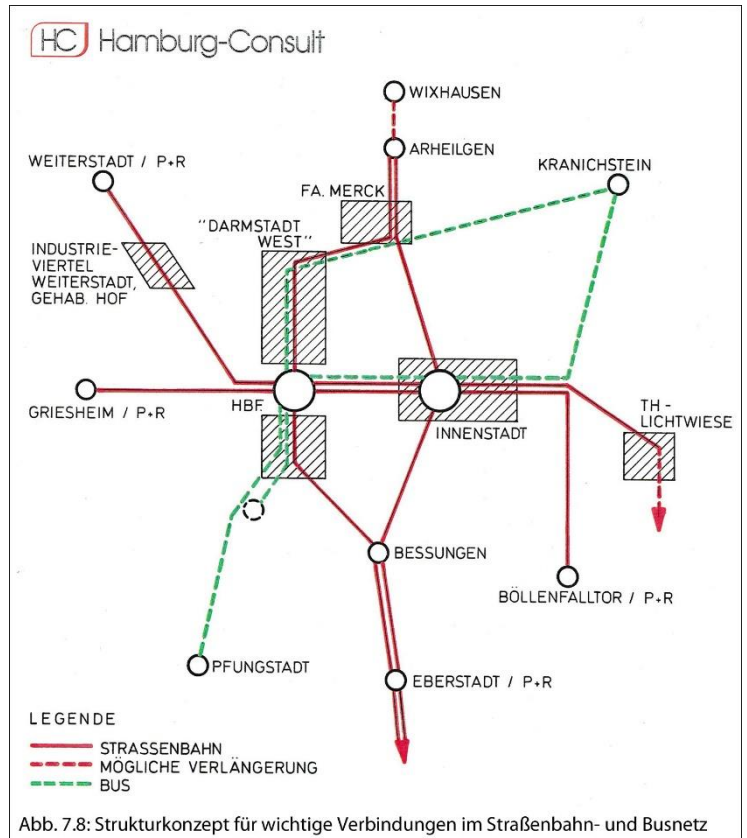 HC Hamburg-Consult
WIXHAUSEN
ARHEILGEN
KRANICHSTEIN
WEITERSTADT / P+R
FA. MERCK
"DARMSTADT
WEST"
INDUSTRIE-
VIERTEL
WEITERSTADT,
GEHAB. HOF
GRIESHEIM / P+R
HBF.
INNENSTADT
TH-
LICHTWIESE
BESSUNGEN
BÖLLENFALLTOR / P+R
PFUNGSTADT
EBERSTADT / P+R
LEGENDE
STRASSENBAHN
MÖGLICHE VERLÄNGERUNG
BUS
Abb. 7.8: Strukturkonzept für wichtige Verbindungen im Straßenbahn- und Busnetz